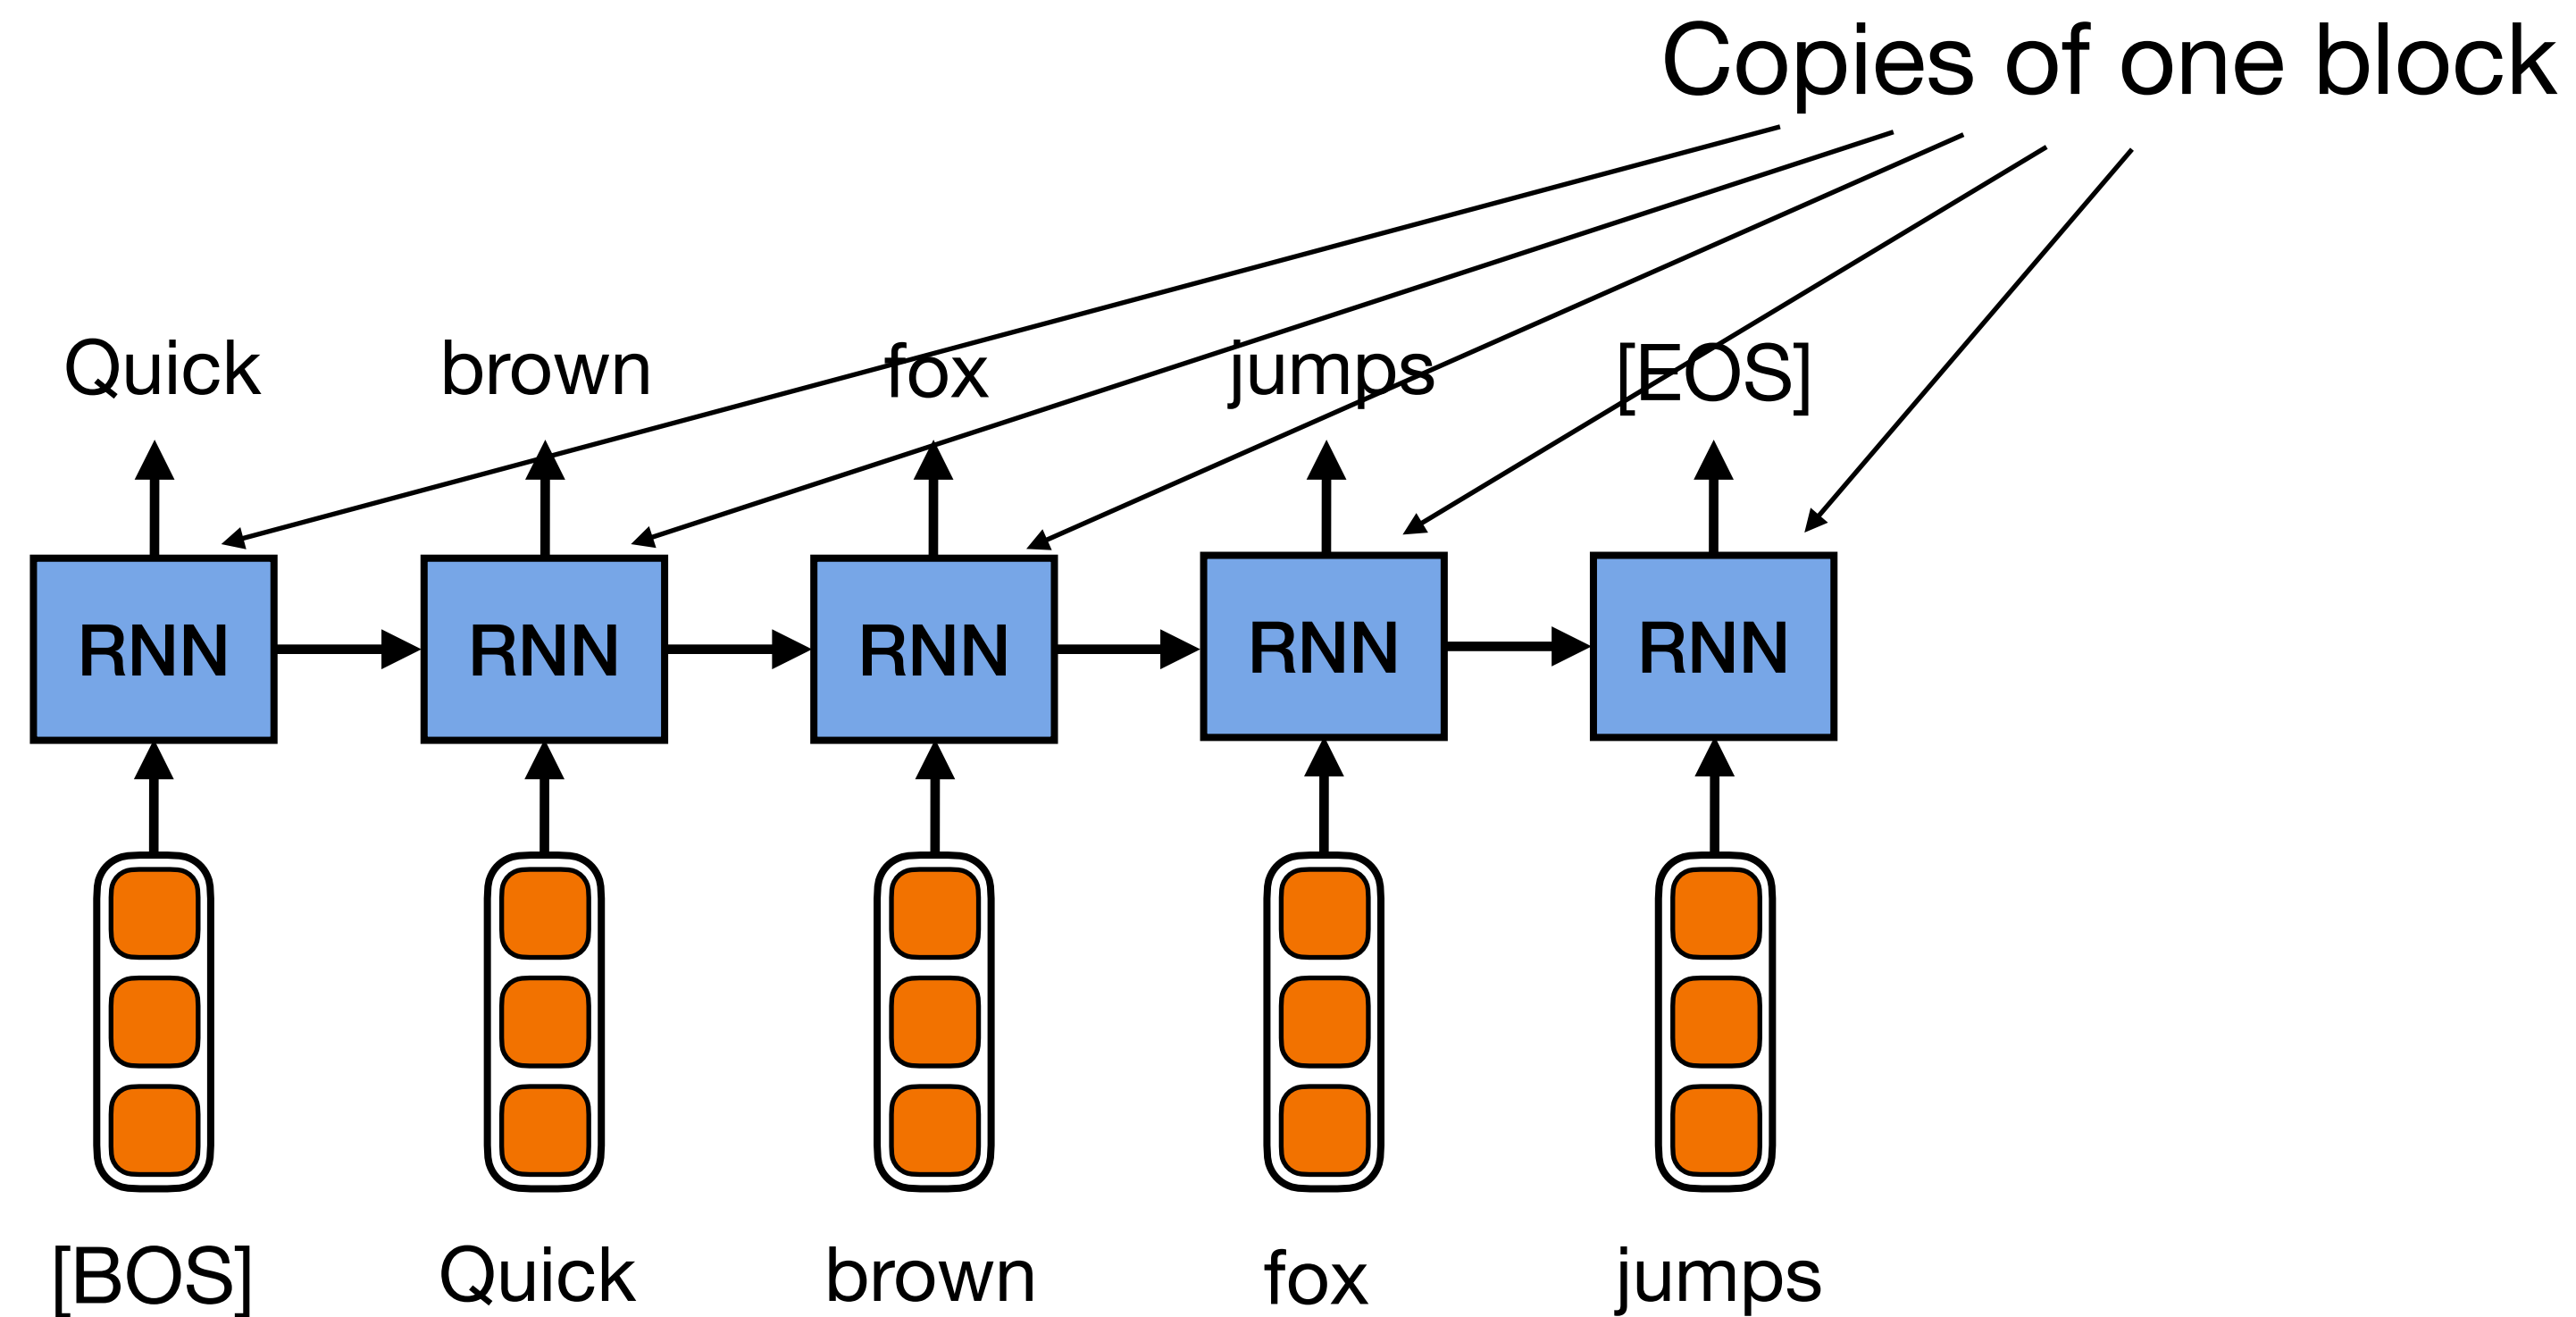 Copies of one block
Quick brown fox jumps [EOS]
RNN RNN RNN RNN RNN
[BOS] Quick brown fox jumps